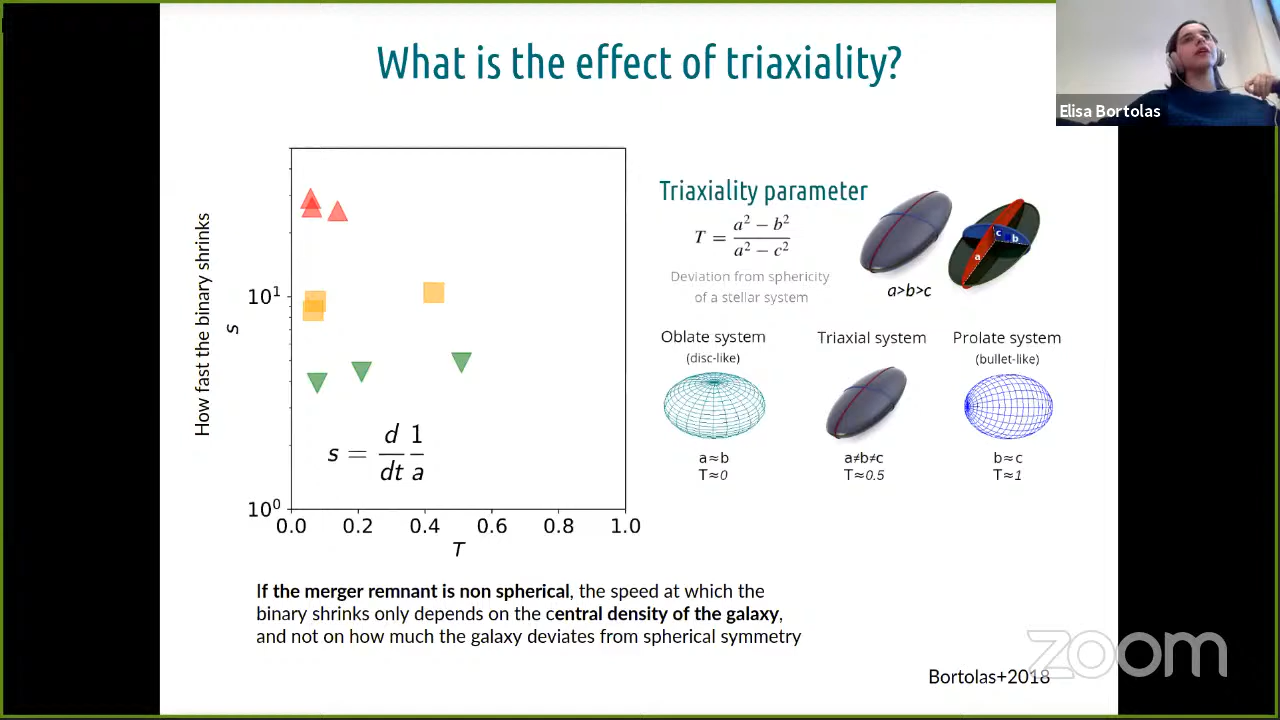 What is the effect of triaxiality?
Elisa Bortolas
How fast the binary shrinks
s
10¹
10⁰
0.0 0.2 0.4 0.6 0.8 1.0
T
s = d/dt 1/a
Triaxiality parameter
T = (a² − b²)/(a² − c²)
Deviation from sphericity
of a stellar system
a
c
b
a>b>c
Oblate system
(disc-like)
a≈b
T≈0
Triaxial system
a≠b≠c
T≈0.5
Prolate system
(bullet-like)
b≈c
T≈1
If the merger remnant is non spherical, the speed at which the
binary shrinks only depends on the central density of the galaxy,
and not on how much the galaxy deviates from spherical symmetry
Bortolas+2018
zoom